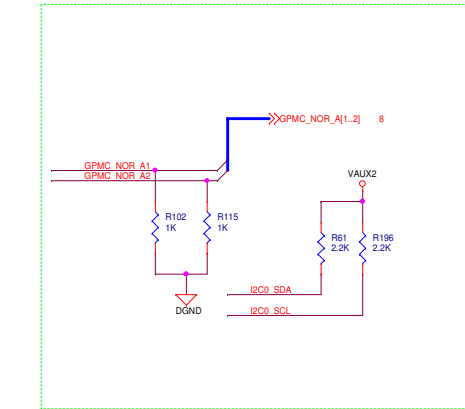 GPMC_NOR_A[1..2] 8
GPMC_NOR_A1
GPMC_NOR_A2
VAUX2
R102
1K
R115
1K
R61
2.2K
R196
2.2K
I2C0_SDA
DGND
I2C0_SCL